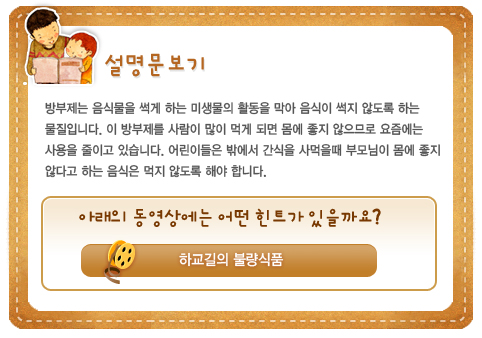 설명문보기
방부제는 음식물을 썩게 하는 미생물의 활동을 막아 음식이 썩지 않도록 하는
물질입니다. 이 방부제를 사람이 많이 먹게 되면 몸에 좋지 않으므로 요즘에는
사용을 줄이고 있습니다. 어린이들은 밖에서 간식을 사먹을때 부모님이 몸에 좋지
않다고 하는 음식은 먹지 않도록 해야 합니다.
아래의 동영상에는 어떤 힌트가 있을까요?
하교길의 불량식품